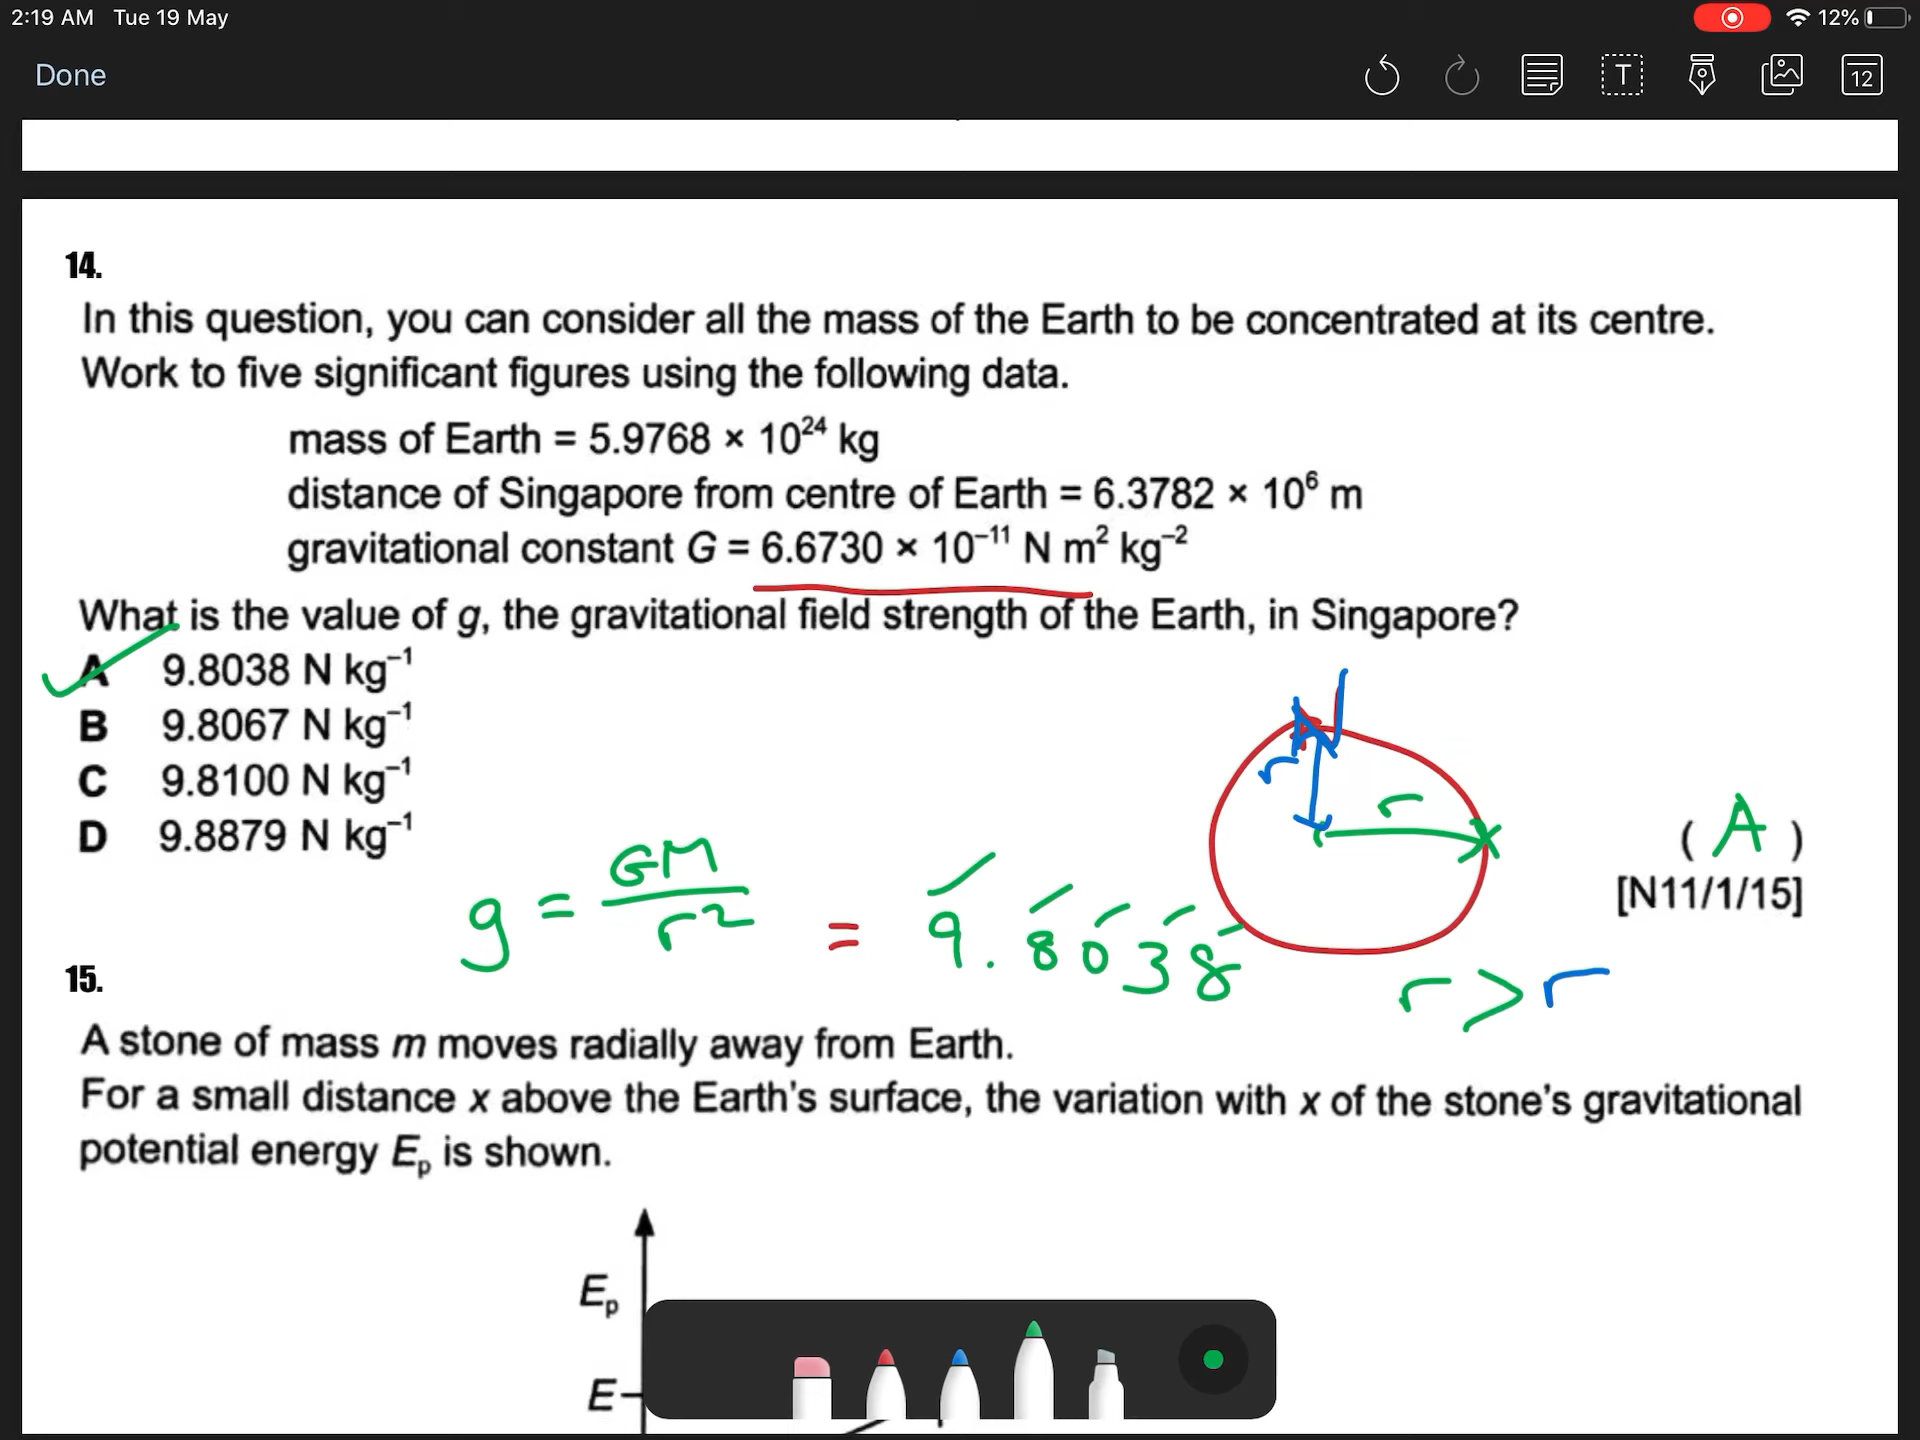 2:19 AM Tue 19 May
12%
Done
T
12
14.
In this question, you can consider all the mass of the Earth to be concentrated at its centre.
Work to five significant figures using the following data.
mass of Earth = 5.9768 × 10²⁴ kg
distance of Singapore from centre of Earth = 6.3782 × 10⁶ m
gravitational constant G = 6.6730 × 10⁻¹¹ N m² kg⁻²
What is the value of g, the gravitational field strength of the Earth, in Singapore?
A 9.8038 N kg⁻¹
B 9.8067 N kg⁻¹
C 9.8100 N kg⁻¹
D 9.8879 N kg⁻¹
r
r
( A )
[N11/1/15]
g = GM / r² = 9.8038
r > r
15.
A stone of mass m moves radially away from Earth.
For a small distance x above the Earth's surface, the variation with x of the stone's gravitational
potential energy Eₚ is shown.
Eₚ
E